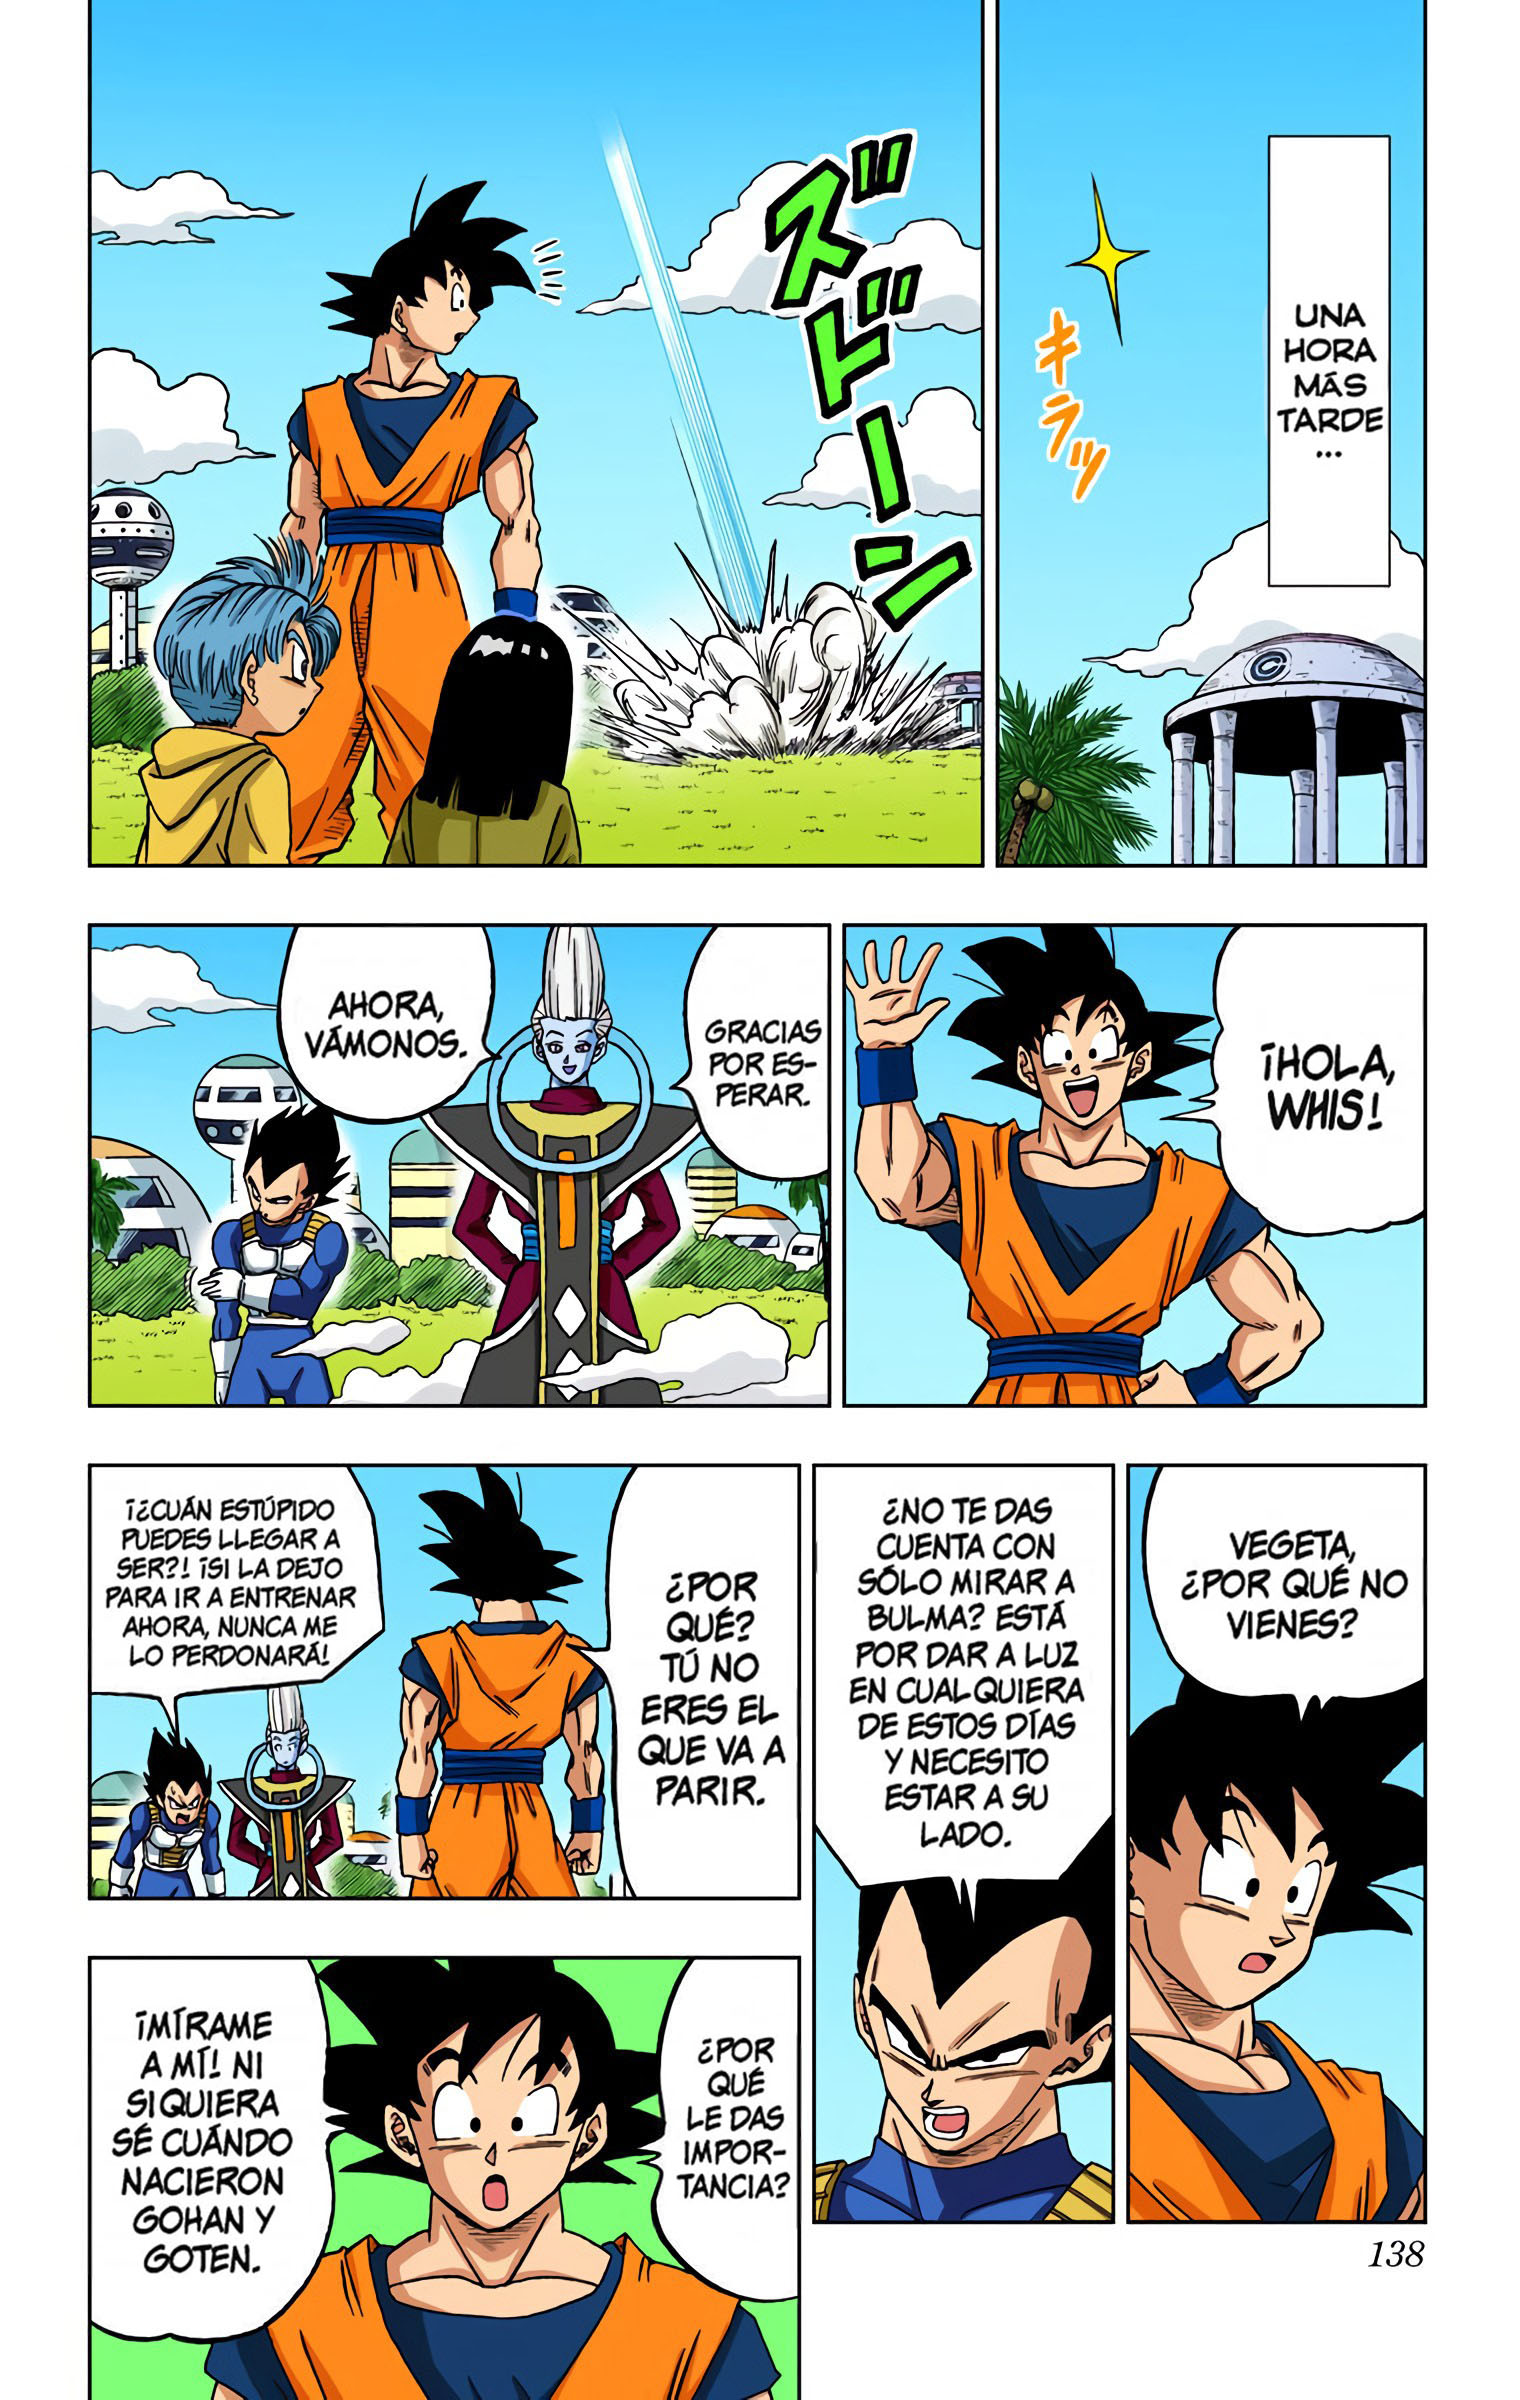 UNA
HORA
MÁS
TARDE
...
キラッ
ズドーン
¡HOLA,
WHIS!
GRACIAS
POR ES-
PERAR.
AHORA,
VÁMONOS.
VEGETA,
¿POR QUÉ NO
VIENES?
¿NO TE DAS
CUENTA CON
SÓLO MIRAR A
BULMA? ESTÁ
POR DAR A LUZ
EN CUALQUIERA
DE ESTOS DÍAS
Y NECESITO
ESTAR A SU
LADO.
¿POR
QUÉ?
TÚ NO
ERES EL
QUE VA A
PARIR.
¡¿CUÁN ESTÚPIDO
PUEDES LLEGAR A
SER?! ¡SI LA DEJO
PARA IR A ENTRENAR
AHORA, NUNCA ME
LO PERDONARÁ!
¿POR
QUÉ
LE DAS
IMPOR-
TANCIA?
¡MÍRAME
A MÍ! NI
SIQUIERA
SÉ CUÁNDO
NACIERON
GOHAN Y
GOTEN.
138